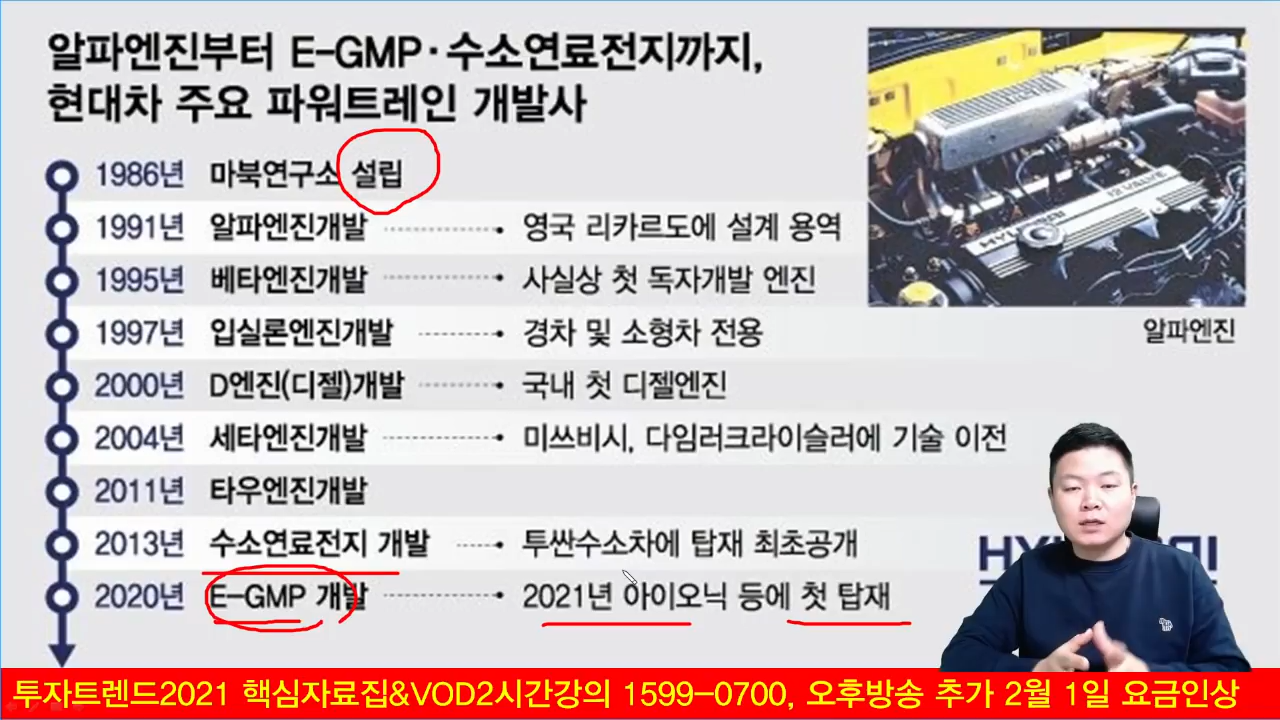 알파엔진부터 E-GMP·수소연료전지까지,
현대차 주요 파워트레인 개발사
1986년 마북연구소 설립
1991년 알파엔진개발 영국 리카르도에 설계 용역
1995년 베타엔진개발 사실상 첫 독자개발 엔진
1997년 입실론엔진개발 경차 및 소형차 전용
2000년 D엔진(디젤)개발 국내 첫 디젤엔진
2004년 세타엔진개발 미쓰비시, 다임러크라이슬러에 기술 이전
2011년 타우엔진개발
2013년 수소연료전지 개발 투싼수소차에 탑재 최초공개
2020년 E-GMP 개발 2021년 아이오닉 등에 첫 탑재
12 VALVE
알파엔진
투자트렌드2021 핵심자료집&VOD2시간강의 1599-0700, 오후방송 추가 2월 1일 요금인상